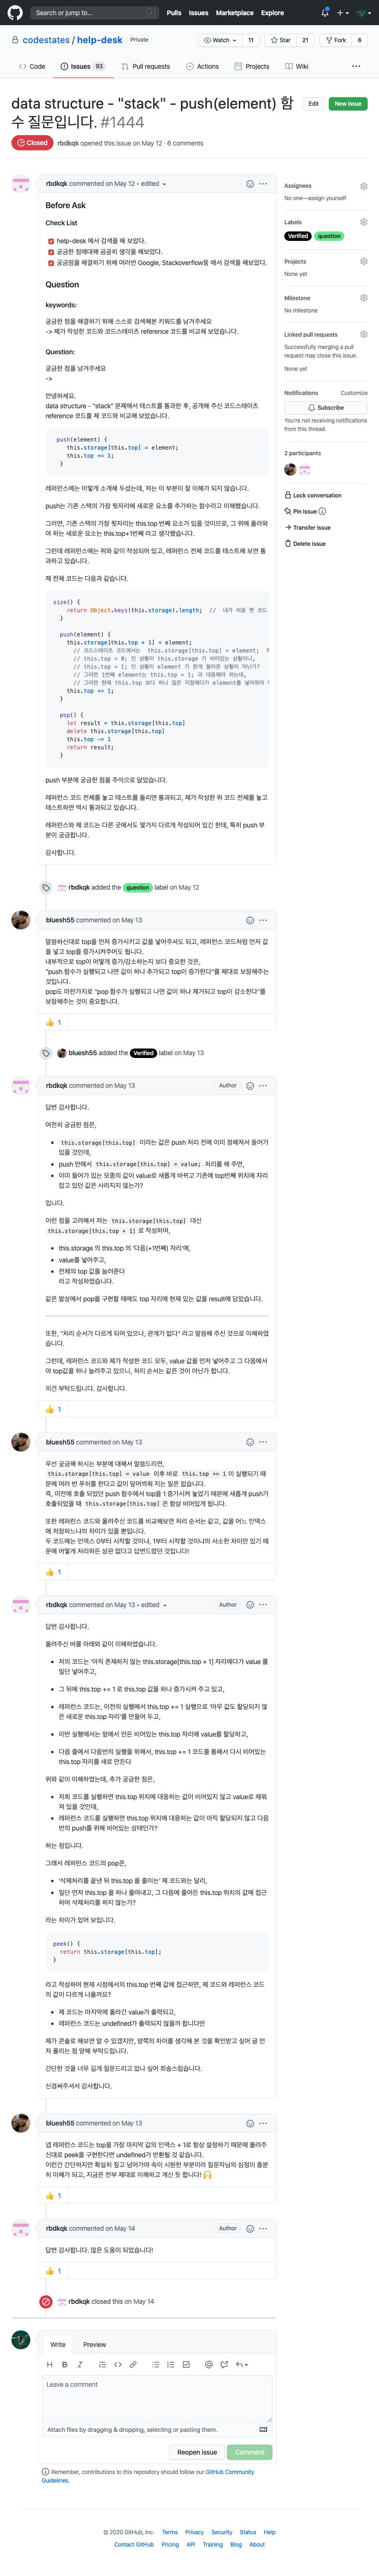 Search or jump to...
/
Pulls Issues Marketplace Explore
codestates / help-desk Private
Watch 11 Star 21 Fork 6
Code Issues 93 Pull requests Actions Projects Wiki
data structure - "stack" - push(element) 함
수 질문입니다. #1444
Edit New issue
Closed rbdkqk opened this issue on May 12 · 6 comments
rbdkqk commented on May 12 • edited
Before Ask
Check List
help-desk 에서 검색을 해 보았다.
궁금한 점에대해 곰곰히 생각을 해보았다.
궁금점을 해결하기 위해 여러번 Google, Stackoverflow등 에서 검색을 해보았다.
Question
keywords:
궁금한 점을 해결하기 위해 스스로 검색해본 키워드를 남겨주세요
-> 제가 작성한 코드와 코드스테이츠 reference 코드를 비교해 보았습니다.
Question:
궁금한 점을 남겨주세요
->
안녕하세요.
data structure - "stack" 문제에서 테스트를 통과한 후, 공개해 주신 코드스테이츠
reference 코드를 제 코드와 비교해 보았습니다.
push(element) {
this.storage[this.top] = element;
this.top += 1;
}
레퍼런스에는 이렇게 소개해 두셨는데, 저는 이 부분이 잘 이해가 되지 않습니다.
push는 기존 스택의 가장 윗자리에 새로운 요소를 추가하는 함수라고 이해했습니다.
그러면, 기존 스택의 가장 윗자리는 this.top 번째 요소가 있을 것이므로, 그 위에 올라와
야 하는 새로운 요소는 this.top+1번째 라고 생각했습니다.
그런데 레퍼런스에는 위와 같이 작성되어 있고, 레퍼런스 전체 코드를 테스트해 보면 통
과하고 있습니다.
제 전체 코드는 다음과 같습니다.
size() {
return Object.keys(this.storage).length; // 내가 처음 짠 코드
}
push(element) {
this.storage[this.top + 1] = element;
// 코드스테이츠 코드에서는 this.storage[this.top] = element;
// this.top = 0; 인 상황이 this.storage 가 비어있는 상황이니,
// this.top = 1; 인 상황이 element 가 한개 들어온 상황이 아닌가?
// 그러면 1번째 element는 this.top = 1; 과 대응해야 하는데,
// 그러면 현재 this.top 보다 하나 많은 지점에다가 element를 넣어줘야
this.top += 1;
}
pop() {
let result = this.storage[this.top]
delete this.storage[this.top]
this.top -= 1
return result;
}
push 부분에 궁금한 점을 주석으로 달았습니다.
레퍼런스 코드 전체를 놓고 테스트를 돌리면 통과되고, 제가 작성한 위 코드 전체를 놓고
테스트하면 역시 통과되고 있습니다.
레퍼런스와 제 코드는 다른 곳에서도 몇가지 다르게 작성되어 있긴 한데, 특히 push 부
분이 궁금합니다.
감사합니다.
rbdkqk added the question label on May 12
bluesh55 commented on May 13
말씀하신대로 top을 먼저 증가시키고 값을 넣어주셔도 되고, 레퍼런스 코드처럼 먼저 값
을 넣고 top을 증가시켜주어도 됩니다.
내부적으로 top이 어떻게 증가/감소하는지 보다 중요한 것은,
"push 함수가 실행되고 나면 값이 하나 추가되고 top이 증가한다"를 제대로 보장해주는
것입니다.
pop도 마찬가지로 "pop 함수가 실행되고 나면 값이 하나 제거되고 top이 감소한다"를
보장해주는 것이 중요합니다.
👍 1
bluesh55 added the Verified label on May 13
rbdkqk commented on May 13 Author
답변 감사합니다.
여전히 궁금한 점은,
this.storage[this.top] 이라는 값은 push 처리 전에 이미 정해져서 들어가
있을 것인데,
push 안에서 this.storage[this.top] = value; 처리를 해 주면,
이미 들어가 있는 모종의 값이 value로 새롭게 바뀌고 기존에 top번째 위치에 자리
잡고 있던 값은 사라지지 않는가?
입니다.
이런 점을 고려해서 저는 this.storage[this.top] 대신
this.storage[this.top + 1] 로 작성하여,
this.storage 의 this.top 의 '다음(+1번째) 자리'에,
value를 넣어주고,
전체의 top 값을 늘려준다
라고 작성하였습니다.
같은 발상에서 pop을 구현할 때에도 top 자리에 현재 있는 값을 result에 담았습니다.
또한, "처리 순서가 다르게 되어 있으나, 관계가 없다" 라고 말씀해 주신 것으로 이해하였
습니다.
그런데, 레퍼런스 코드와 제가 작성한 코드 모두, value 값을 먼저 넣어주고 그 다음에서
야 top값을 하나 늘려주고 있으니, 처리 순서는 같은 것이 아닌가 합니다.
의견 부탁드립니다. 감사합니다.
👍 1
bluesh55 commented on May 13
우선 궁금해 하시는 부분에 대해서 말씀드리면,
this.storage[this.top] = value 이후 바로 this.top += 1 이 실행되기 때
문에 여러 번 푸쉬를 한다고 값이 덮어씌워 지는 일은 없습니다.
즉, 이전에 호출 되었던 push 함수에서 top을 1 증가시켜 놓았기 때문에 새롭게 push가
호출되었을 때 this.storage[this.top] 은 항상 비어있게 됩니다.
또한 레퍼런스 코드와 올려주신 코드를 비교해보면 처리 순서는 같고, 값을 어느 인덱스
에 저장하느냐의 차이가 있을 뿐입니다.
두 코드에는 인덱스 0부터 시작할 것이냐, 1부터 시작할 것이냐의 사소한 차이만 있기 때
문에 어떻게 처리하든 상관 없다고 답변드렸던 것입니다!
👍 1
rbdkqk commented on May 13 • edited Author
답변 감사합니다.
올려주신 바를 아래와 같이 이해하였습니다.
저의 코드는 '아직 존재하지 않는 this.storage[this.top + 1] 자리에다가 value 를
일단 넣어주고,
그 뒤에 this.top += 1 로 this.top 값을 하나 증가시켜 주고 있고,
레퍼런스 코드는, 이전의 실행에서 this.top += 1 실행으로 '아무 값도 할당되지 않
은 새로운 this.top 자리'를 만들어 두고,
이번 실행에서는 앞에서 만든 비어있는 this.top 자리에 value를 할당하고,
다음 줄에서 다음번의 실행을 위해서, this.top += 1 코드를 통해서 다시 비어있는
this.top 자리를 새로 만든다
위와 같이 이해하였는데, 추가 궁금한 점은,
저희 코드를 실행하면 this.top 위치에 대응하는 값이 비어있지 않고 value로 채워
져 있을 것인데,
레퍼런스 코드를 실행하면 this.top 위치에 대응하는 값이 아직 할당되지 않고 다음
번의 push를 위해 비어있는 상태인가?
하는 점입니다.
그래서 레퍼런스 코드의 pop은,
'삭제처리를 끝낸 뒤 this.top 을 줄이는' 제 코드와는 달리,
일단 먼저 this.top 을 하나 줄여내고, 그 다음에 줄어든 this.top 위치의 값에 접근
하여 삭제처리를 하지 않는가?
라는 차이가 있어 보입니다.
peek() {
return this.storage[this.top];
}
라고 작성하여 현재 시점에서의 this.top 번째 값에 접근하면, 제 코드와 레퍼런스 코드
의 값이 다르게 나올까요?
제 코드는 마지막에 올라간 value가 출력되고,
레퍼런스 코드는 undefined가 출력되지 않을까 합니다만
제가 콘솔로 해보면 알 수 있겠지만, 양쪽의 차이를 생각해 본 것을 확인받고 싶어 글 먼
저 올리는 점 양해 부탁드립니다.
간단한 것을 너무 길게 질문드리고 있나 싶어 죄송스럽습니다.
신경써주셔서 감사합니다.
bluesh55 commented on May 13
넵 레퍼런스 코드는 top을 가장 마지막 값의 인덱스 + 1로 항상 설정하기 때문에 올려주
신대로 peek을 구현한다면 undefined가 반환될 것 같습니다.
이런건 간단하지만 확실히 짚고 넘어가야 속이 시원한 부분이라 질문자님의 심정이 충분
히 이해가 되고, 지금은 전부 제대로 이해하고 계신 듯 합니다! 🙌
👍 1
rbdkqk commented on May 14 Author
답변 감사합니다. 많은 도움이 되었습니다!
👍 1
rbdkqk closed this on May 14
Write Preview
Leave a comment
Attach files by dragging & dropping, selecting or pasting them.
Reopen issue Comment
Remember, contributions to this repository should follow our GitHub Community
Guidelines.
Assignees
No one—assign yourself
Labels
Verified question
Projects
None yet
Milestone
No milestone
Linked pull requests
Successfully merging a pull
request may close this issue.
None yet
Notifications Customize
Subscribe
You're not receiving notifications
from this thread.
2 participants
Lock conversation
Pin issue
Transfer issue
Delete issue
© 2020 GitHub, Inc. Terms Privacy Security Status Help
Contact GitHub Pricing API Training Blog About